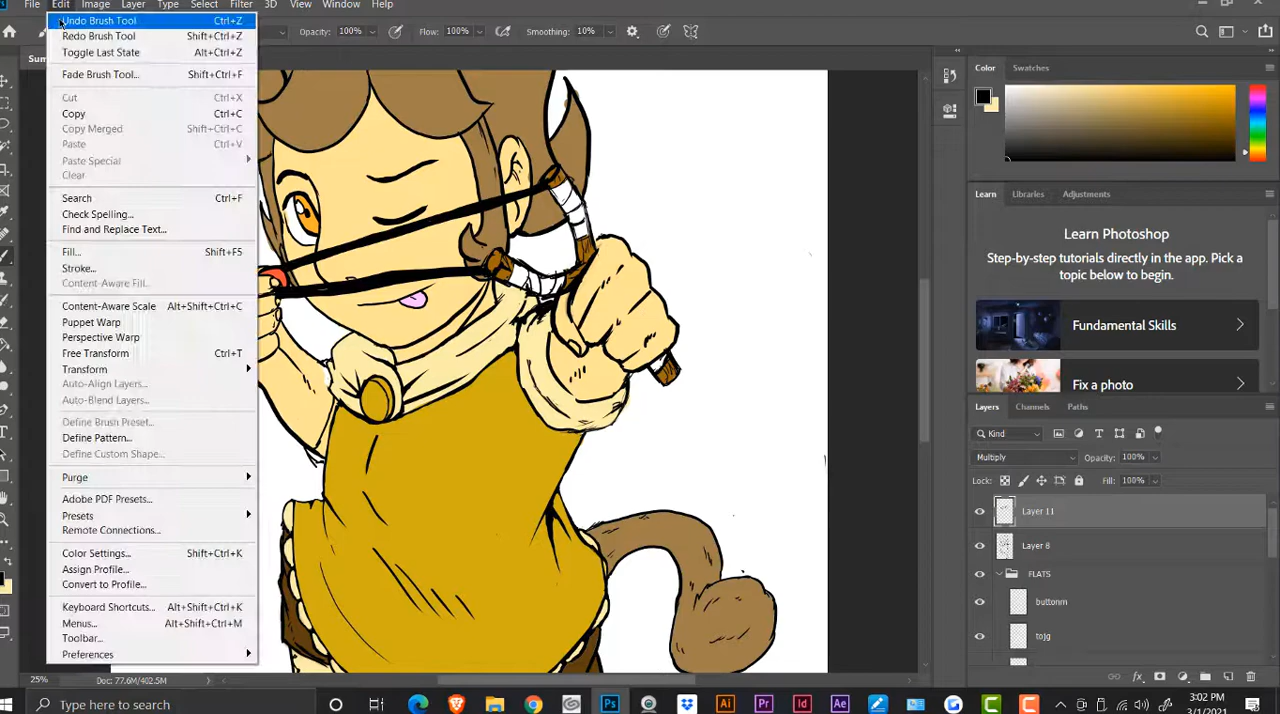 File Edit Image Layer Type Select Filter 3D View Window Help
Opacity: 100% Flow: 100% Smoothing: 10%
Undo Brush Tool Ctrl+Z
Redo Brush Tool Shift+Ctrl+Z
Toggle Last State Alt+Ctrl+Z
Fade Brush Tool... Shift+Ctrl+F
Cut Ctrl+X
Copy Ctrl+C
Copy Merged Shift+Ctrl+C
Paste Ctrl+V
Paste Special
Clear
Search Ctrl+F
Check Spelling...
Find and Replace Text...
Fill... Shift+F5
Stroke...
Content-Aware Fill...
Content-Aware Scale Alt+Shift+Ctrl+C
Puppet Warp
Perspective Warp
Free Transform Ctrl+T
Transform
Auto-Align Layers...
Auto-Blend Layers...
Define Brush Preset...
Define Pattern...
Define Custom Shape...
Purge
Adobe PDF Presets...
Presets
Remote Connections...
Color Settings... Shift+Ctrl+K
Assign Profile...
Convert to Profile...
Keyboard Shortcuts... Alt+Shift+Ctrl+K
Menus... Alt+Shift+Ctrl+M
Toolbar...
Preferences
Color Swatches
Learn Libraries Adjustments
Learn Photoshop
Step-by-step tutorials directly in the app. Pick a
topic below to begin.
Fundamental Skills
Fix a photo
Layers Channels Paths
Kind
Multiply Opacity: 100%
Lock: Fill: 100%
Layer 11
Layer 8
FLATS
buttonm
tojg
25% Doc: 77.6M/402.5M
Type here to search
Ps Ai Pr Id Ae
3:02 PM
3/1/2021